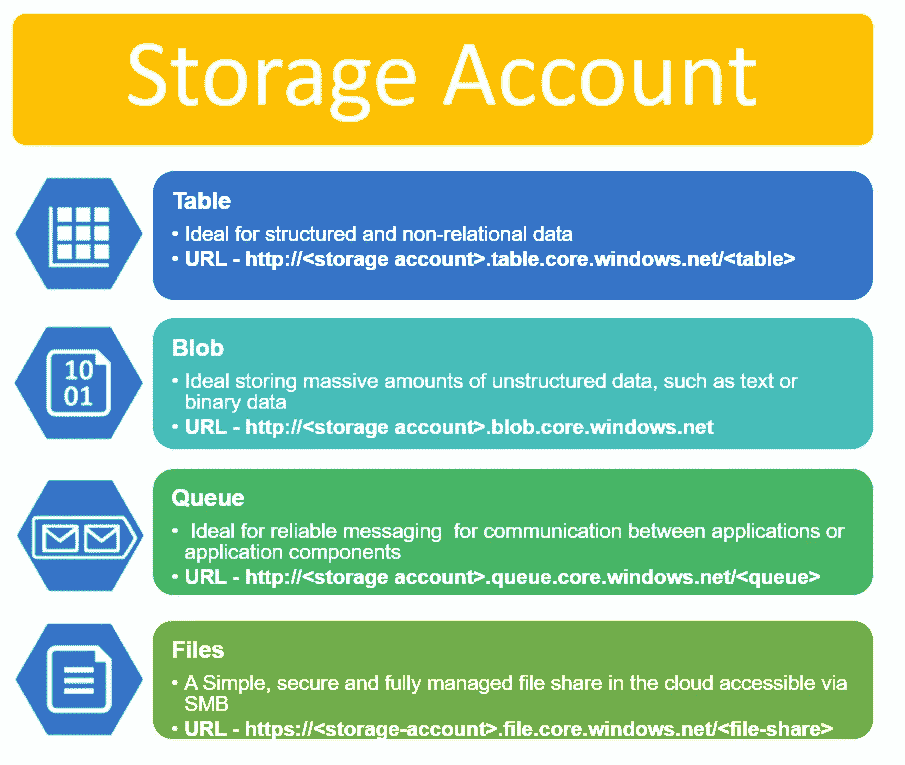 Storage Account
Table
• Ideal for structured and non-relational data
• URL - http://<storage account>.table.core.windows.net/<table>
10
01
Blob
• Ideal storing massive amounts of unstructured data, such as text or
binary data
• URL - http://<storage account>.blob.core.windows.net
Queue
• Ideal for reliable messaging  for communication between applications or
application components
• URL - http://<storage account>.queue.core.windows.net/<queue>
Files
• A Simple, secure and fully managed file share in the cloud accessible via
SMB
• URL - https://<storage-account>.file.core.windows.net/<file-share>